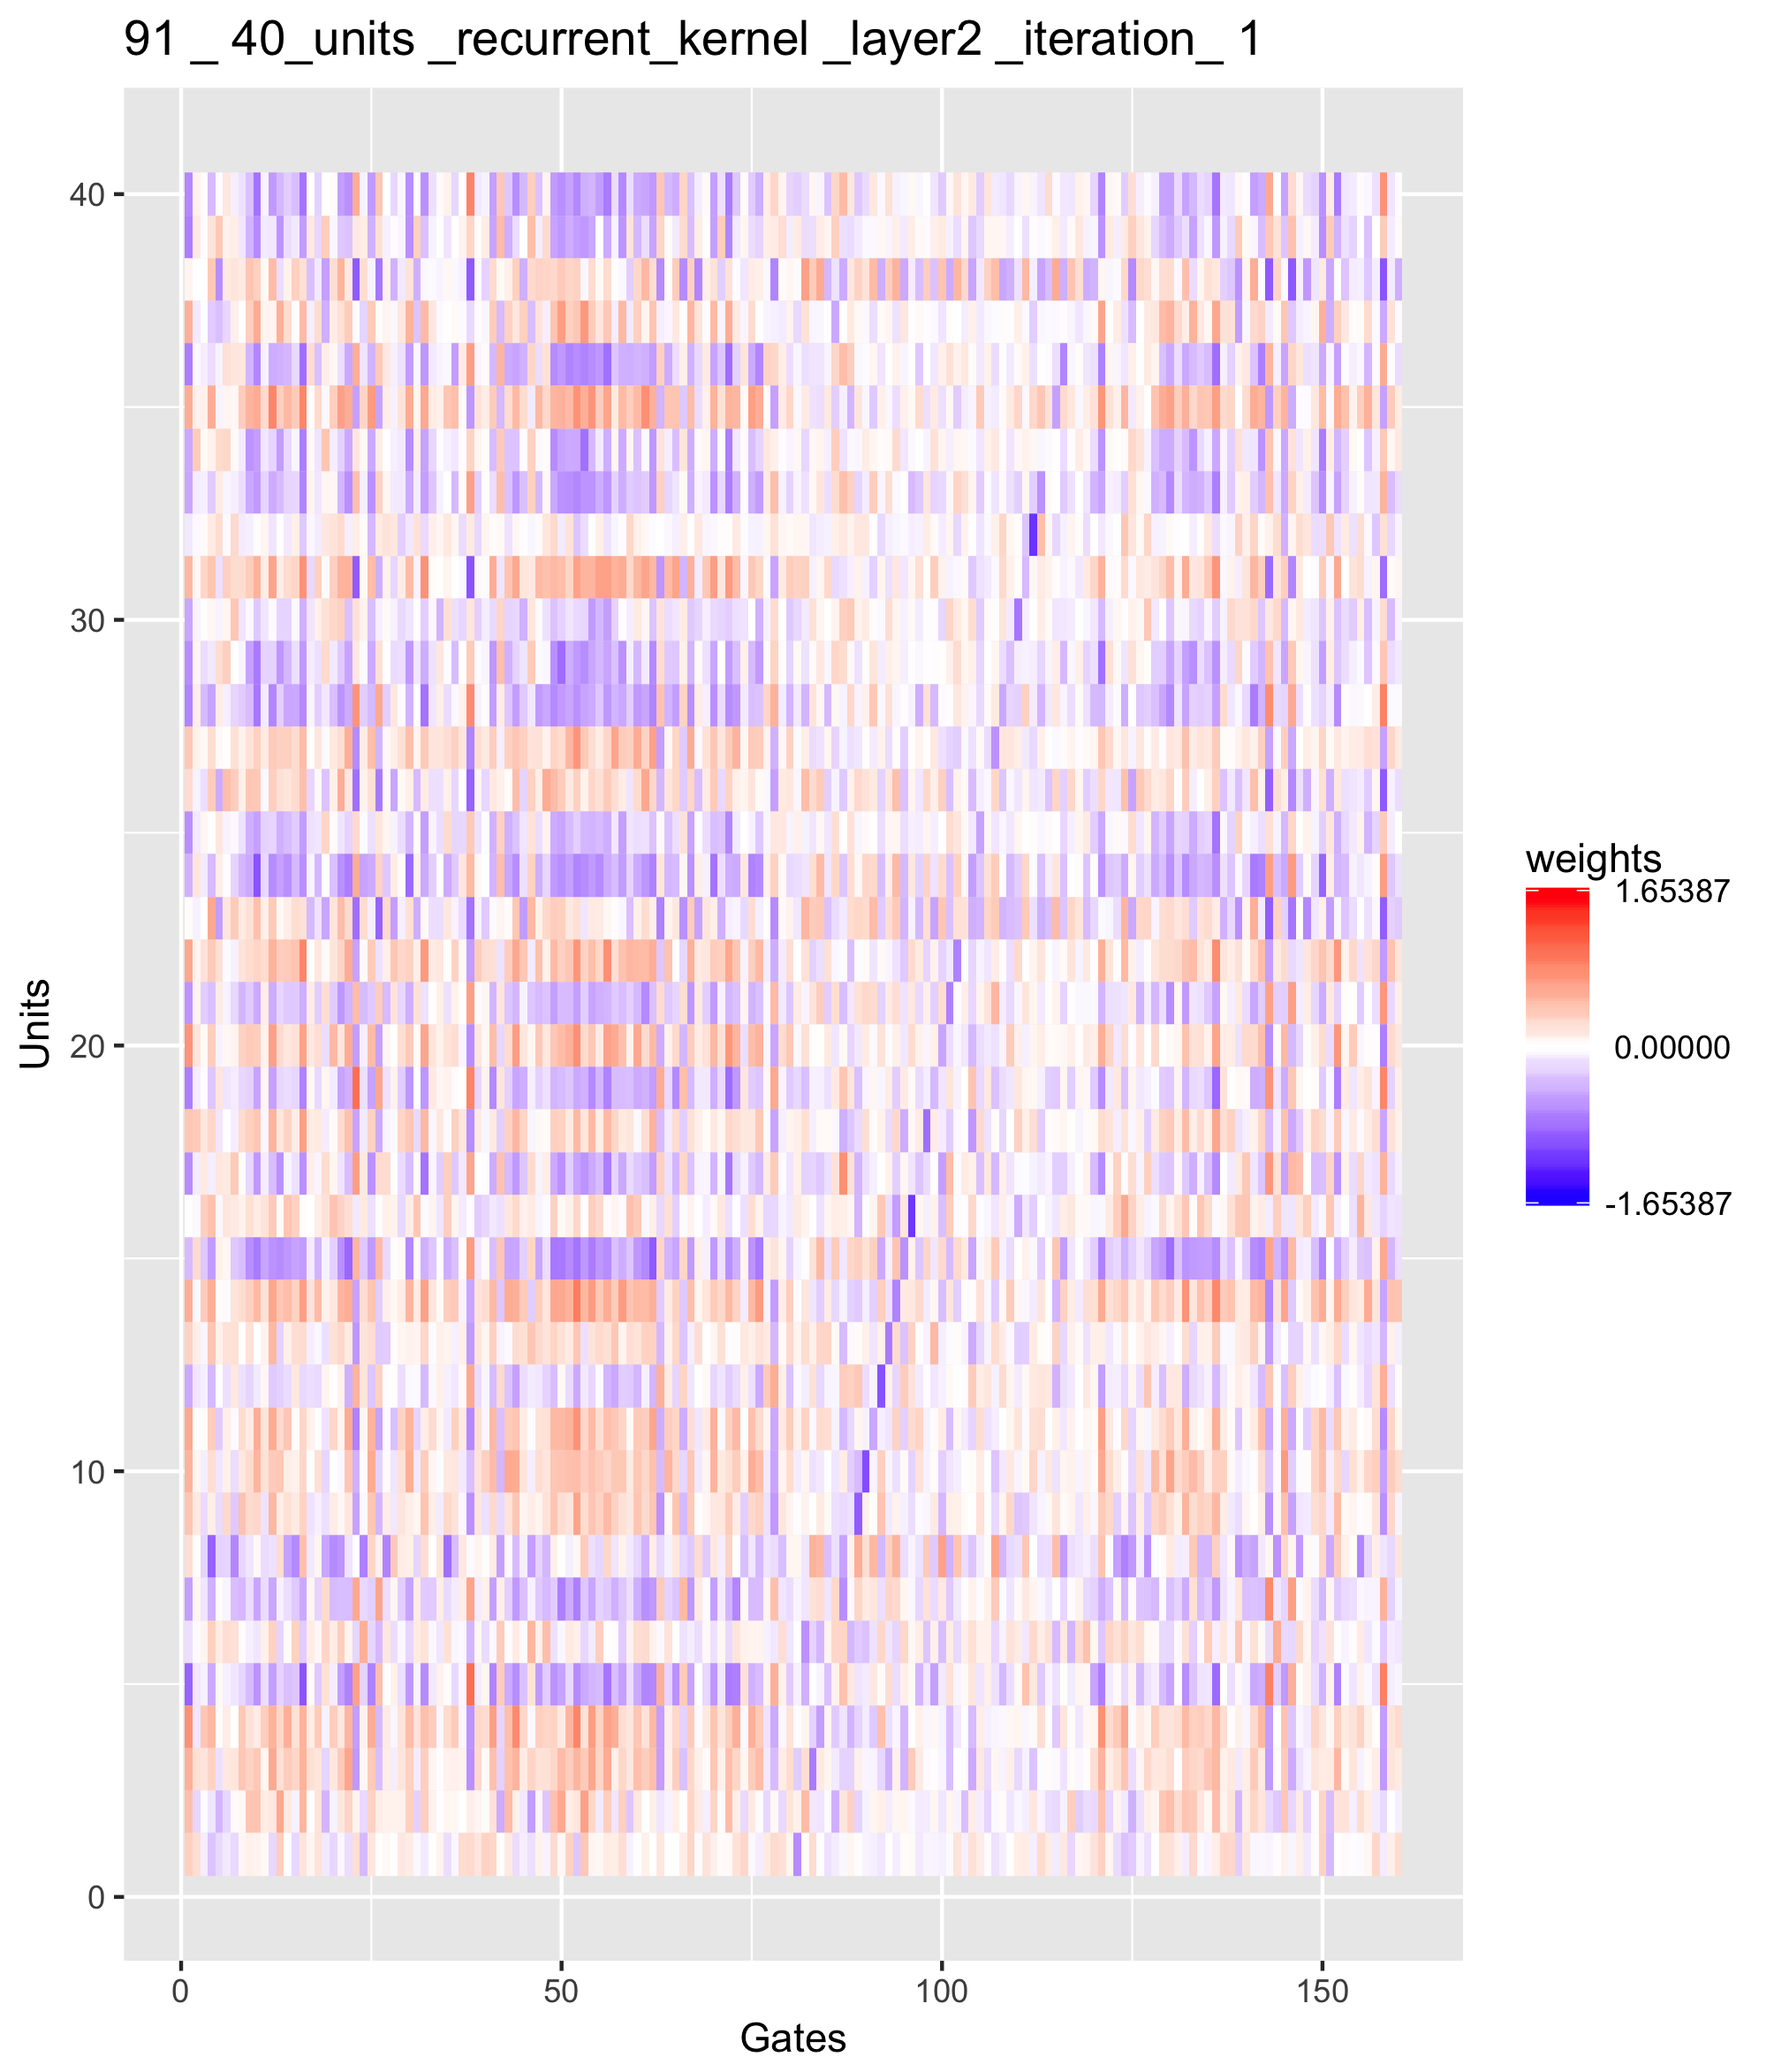 91 _ 40_units _recurrent_kernel _layer2 _iteration_ 1
40
30
20
10
0
Units
0 50 100 150
Gates
weights
1.65387
0.00000
-1.65387